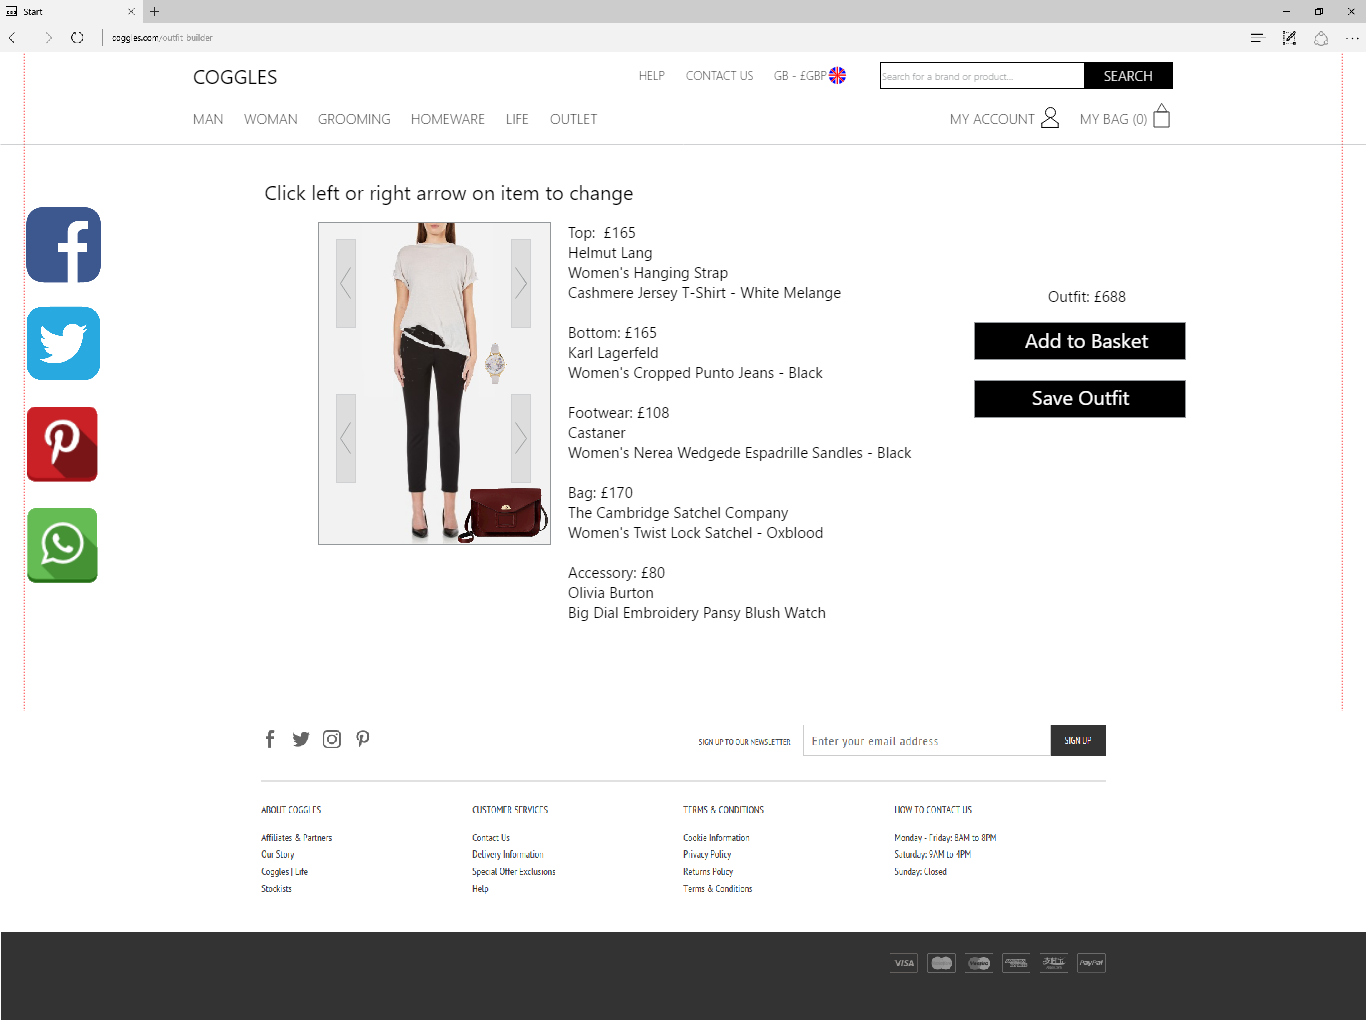 Start
coggles.com/outfit-builder
COGGLES
HELP
CONTACT US
GB - £GBP
Search for a brand or product...
SEARCH
MAN
WOMAN
GROOMING
HOMEWARE
LIFE
OUTLET
MY ACCOUNT
MY BAG (0)
Click left or right arrow on item to change
Top:  £165
Helmut Lang
Women's Hanging Strap
Cashmere Jersey T-Shirt - White Melange
Bottom: £165
Karl Lagerfeld
Women's Cropped Punto Jeans - Black
Footwear: £108
Castaner
Women's Nerea Wedgede Espadrille Sandles - Black
Bag: £170
The Cambridge Satchel Company
Women's Twist Lock Satchel - Oxblood
Accessory: £80
Olivia Burton
Big Dial Embroidery Pansy Blush Watch
Outfit: £688
Add to Basket
Save Outfit
SIGN UP TO OUR NEWSLETTER
Enter your email address
SIGN UP
ABOUT COGGLES
Affiliates & Partners
Our Story
Coggles | Life
Stockists
CUSTOMER SERVICES
Contact Us
Delivery Information
Special Offer Exclusions
Help
TERMS & CONDITIONS
Cookie Information
Privacy Policy
Returns Policy
Terms & Conditions
HOW TO CONTACT US
Monday - Friday: 8AM to 8PM
Saturday: 9AM to 4PM
Sunday: Closed
VISA
PayPal